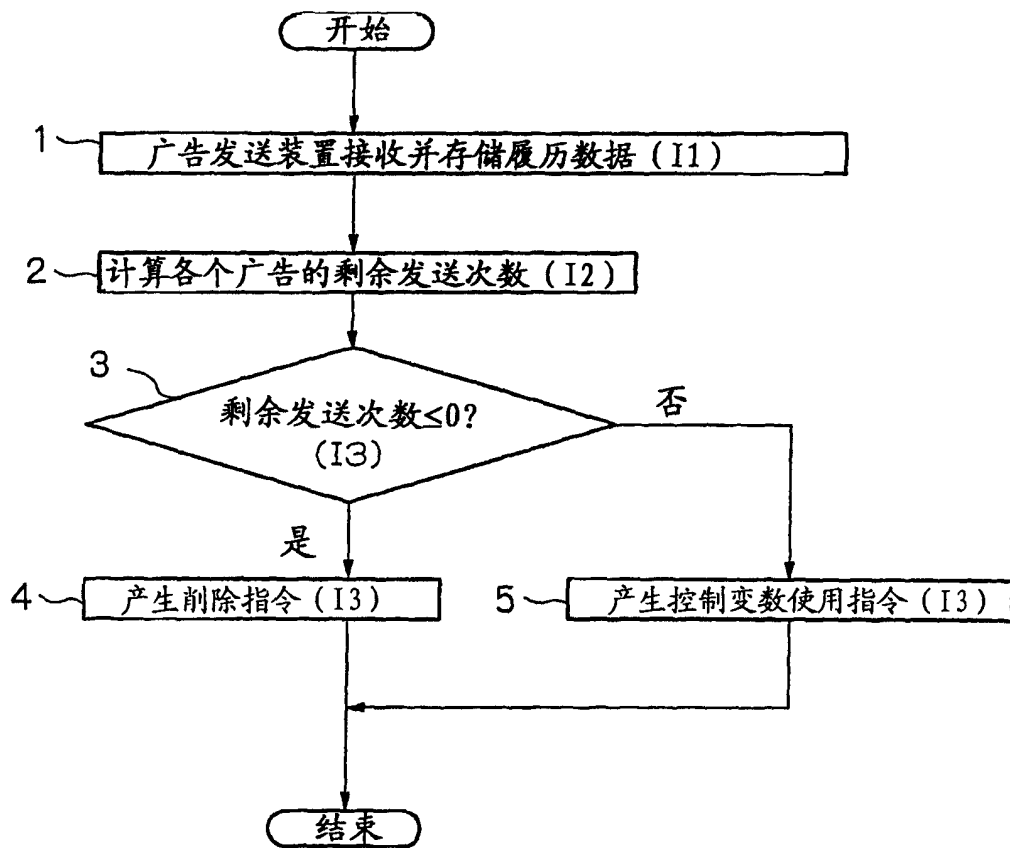 开始
1
广告发送装置接收并存储履历数据(I1)
2
计算各个广告的剩余发送次数(I2)
3
剩余发送次数≤0?
(I3)
否
是
4
产生削除指令(I3)
5
产生控制变数使用指令(I3)
结束